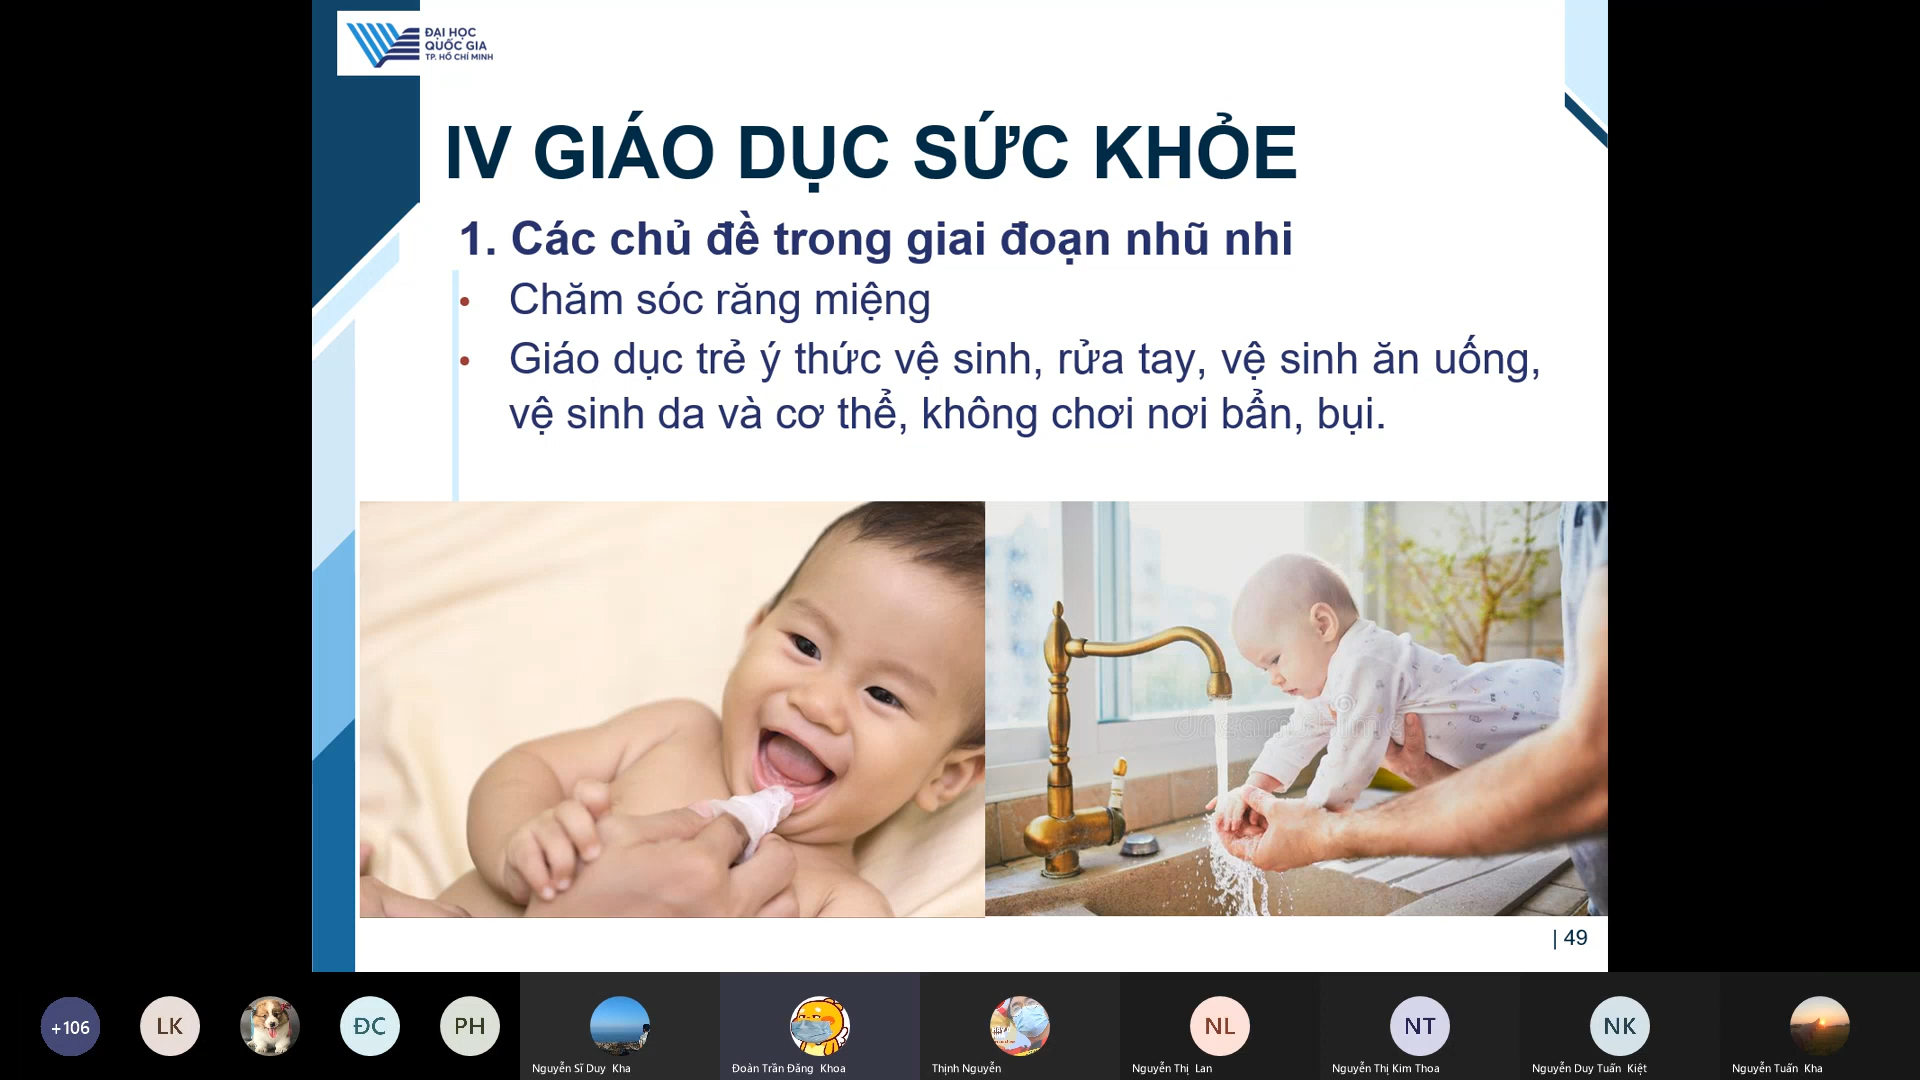 ĐẠI HỌC
QUỐC GIA
TP. HỒ CHÍ MINH
IV GIÁO DỤC SỨC KHỎE
1. Các chủ đề trong giai đoạn nhũ nhi
• Chăm sóc răng miệng
• Giáo dục trẻ ý thức vệ sinh, rửa tay, vệ sinh ăn uống,
vệ sinh da và cơ thể, không chơi nơi bẩn, bụi.
dreamstime
| 49
+106
LK
ĐC
PH
NL
NT
NK
Nguyễn Sĩ Duy Kha
Đoàn Trần Đăng Khoa
Thịnh Nguyễn
Nguyễn Thị Lan
Nguyễn Thị Kim Thoa
Nguyễn Duy Tuấn Kiệt
Nguyễn Tuấn Kha